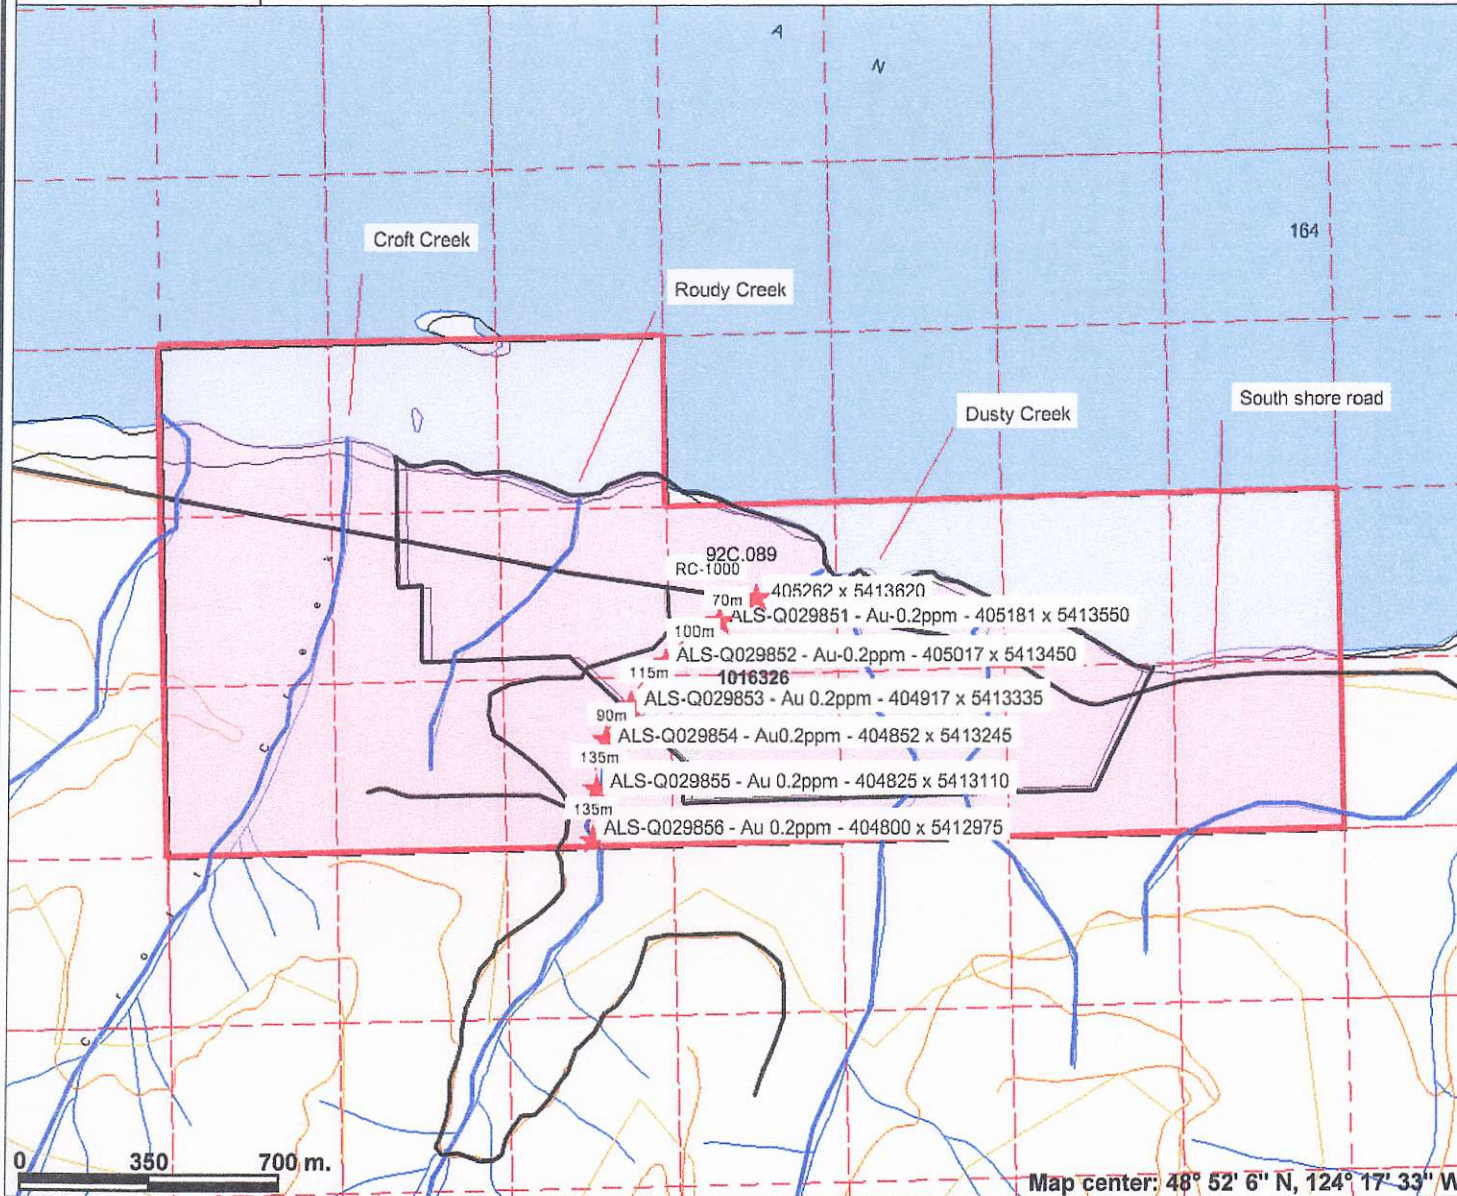 A
N
164
Croft Creek
Roudy Creek
South shore road
Dusty Creek
92C.089
RC-1000
405262 x 5413620
70m
ALS-Q029851 - Au-0.2ppm - 405181 x 5413550
100m
ALS-Q029852 - Au-0.2ppm - 405017 x 5413450
115m
1016326
ALS-Q029853 - Au 0.2ppm - 404917 x 5413335
90m
ALS-Q029854 - Au0.2ppm - 404852 x 5413245
135m
ALS-Q029855 - Au 0.2ppm - 404825 x 5413110
135m
ALS-Q029856 - Au 0.2ppm - 404800 x 5412975
0 350 700 m.
Map center: 48° 52' 6" N, 124° 17' 33" W